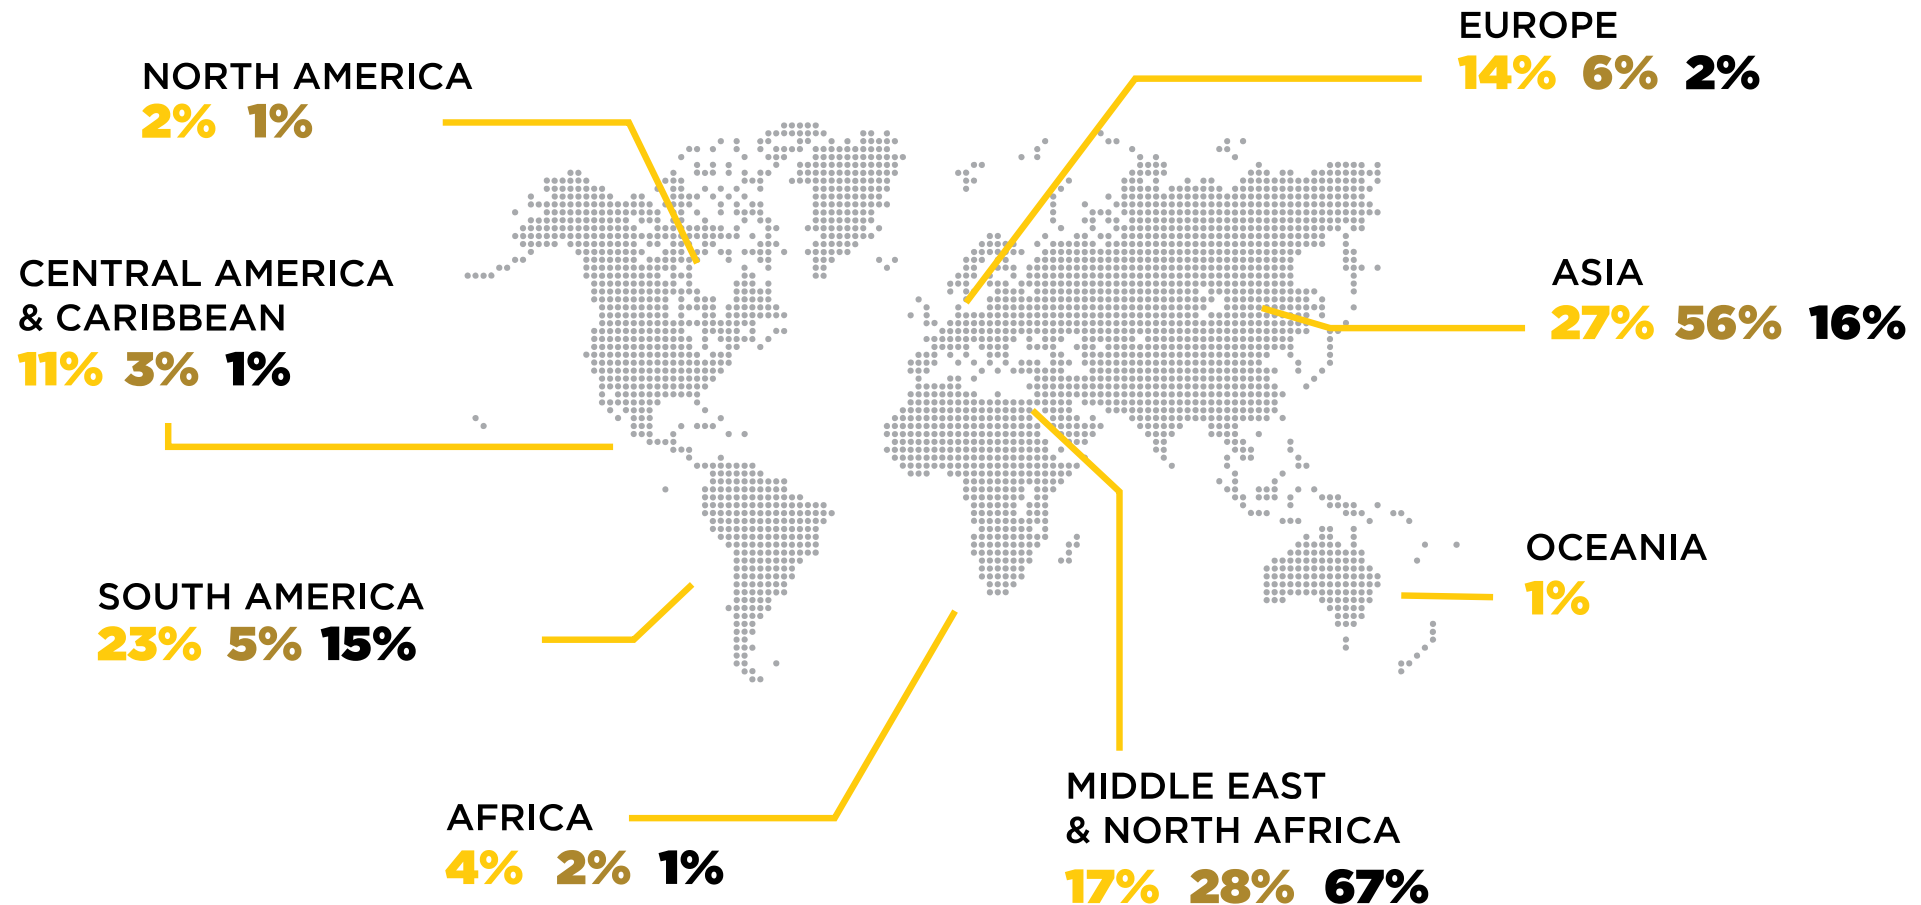 EUROPE
14% 6% 2%
NORTH AMERICA
2% 1%
CENTRAL AMERICA
& CARIBBEAN
11% 3% 1%
ASIA
27% 56% 16%
OCEANIA
1%
SOUTH AMERICA
23% 5% 15%
AFRICA
4% 2% 1%
MIDDLE EAST
& NORTH AFRICA
17% 28% 67%